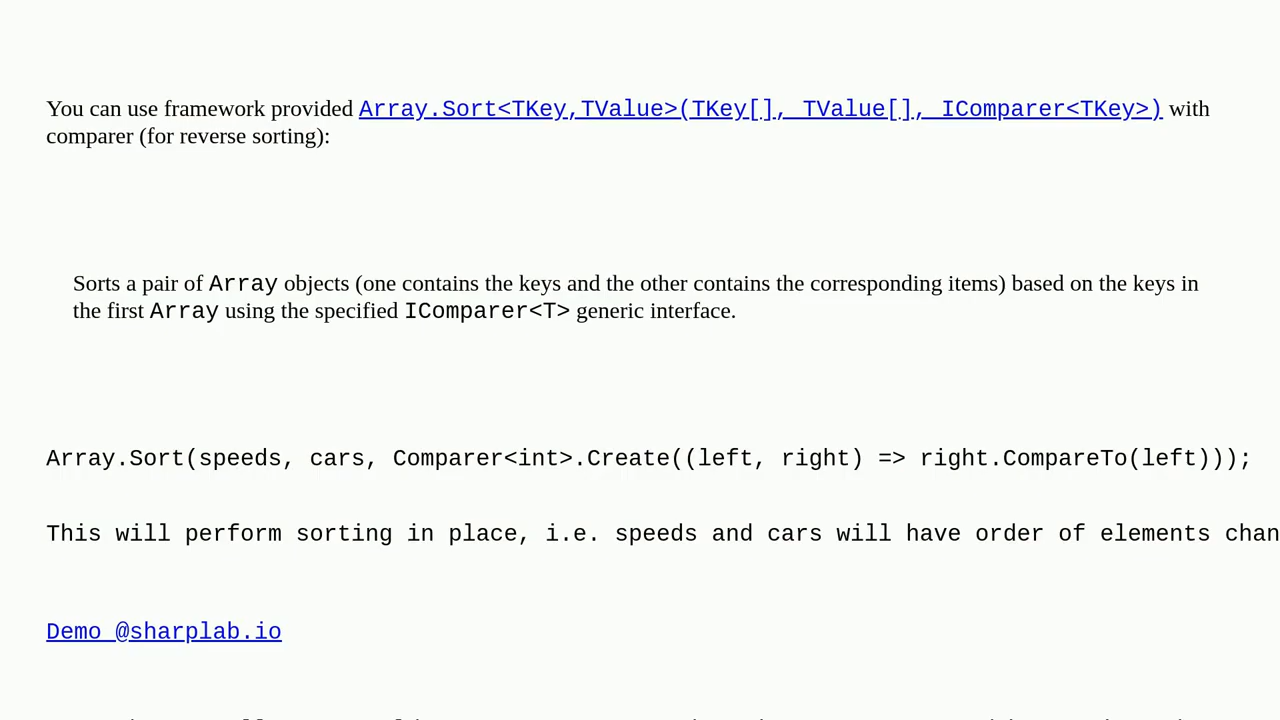 You can use framework provided Array.Sort<TKey,TValue>(TKey[], TValue[], IComparer<TKey>) with
comparer (for reverse sorting):
Sorts a pair of Array objects (one contains the keys and the other contains the corresponding items) based on the keys in
the first Array using the specified IComparer<T> generic interface.
Array.Sort(speeds, cars, Comparer<int>.Create((left, right) => right.CompareTo(left)));
This will perform sorting in place, i.e. speeds and cars will have order of elements chan
Demo @sharplab.io